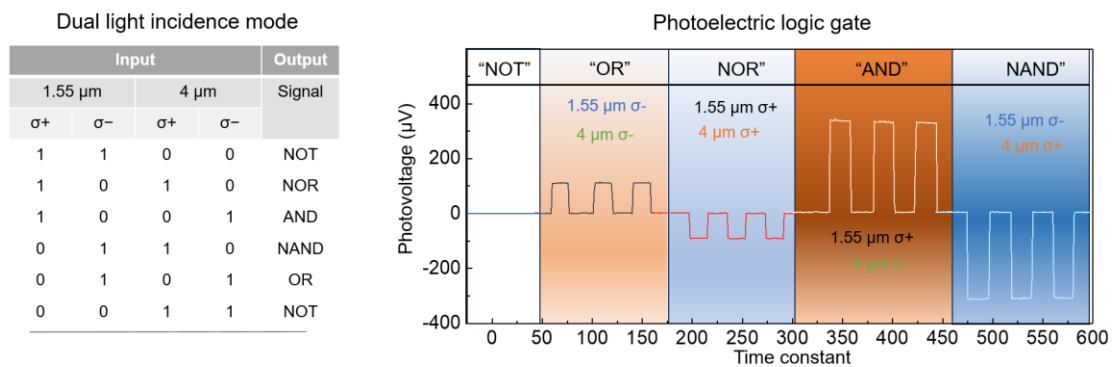 Dual light incidence mode
Input Output
1.55 μm 4 μm Signal
σ+ σ− σ+ σ−
1 1 0 0 NOT
1 0 1 0 NOR
1 0 0 1 AND
0 1 1 0 NAND
0 1 0 1 OR
0 0 1 1 NOT
Photoelectric logic gate
“NOT” “OR” NOR” “AND” NAND”
1.55 μm σ-
4 μm σ-
1.55 μm σ+
4 μm σ+
1.55 μm σ+
4 μm σ-
1.55 μm σ-
4 μm σ+
Photovoltage (μV)
400
200
0
-200
-400
0 50 100 150 200 250 300 350 400 450 500 550 600
Time constant